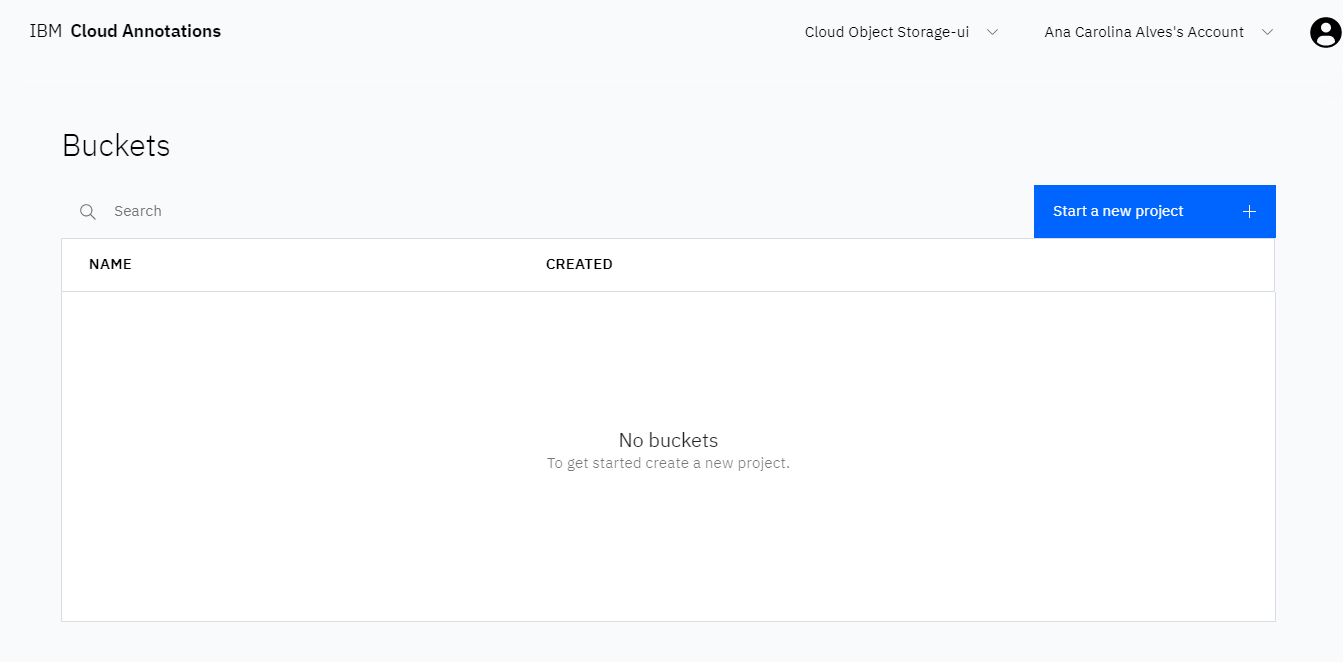 IBM Cloud Annotations
Cloud Object Storage-ui
Ana Carolina Alves's Account
Buckets
Search
Start a new project
NAME
CREATED
No buckets
To get started create a new project.